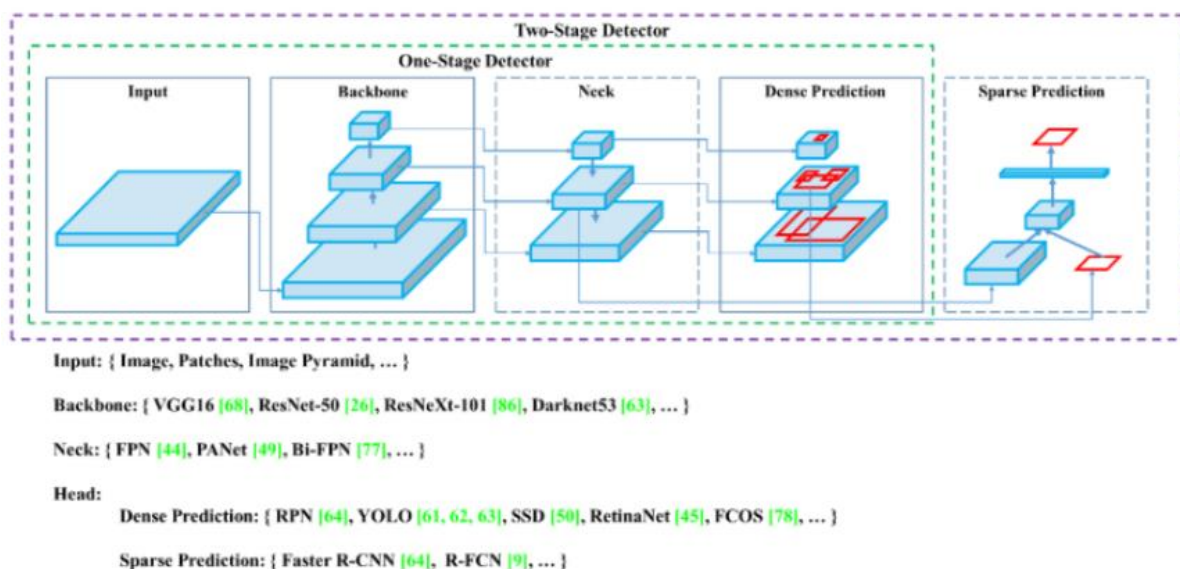 Two-Stage Detector
One-Stage Detector
Input
Backbone
Neck
Dense Prediction
Sparse Prediction
Input: { Image, Patches, Image Pyramid, … }
Backbone: { VGG16 [68], ResNet-50 [26], ResNeXt-101 [86], Darknet53 [63], … }
Neck: { FPN [44], PANet [49], Bi-FPN [77], … }
Head:
Dense Prediction: { RPN [64], YOLO [61, 62, 63], SSD [50], RetinaNet [45], FCOS [78], … }
Sparse Prediction: { Faster R-CNN [64], R-FCN [9], … }